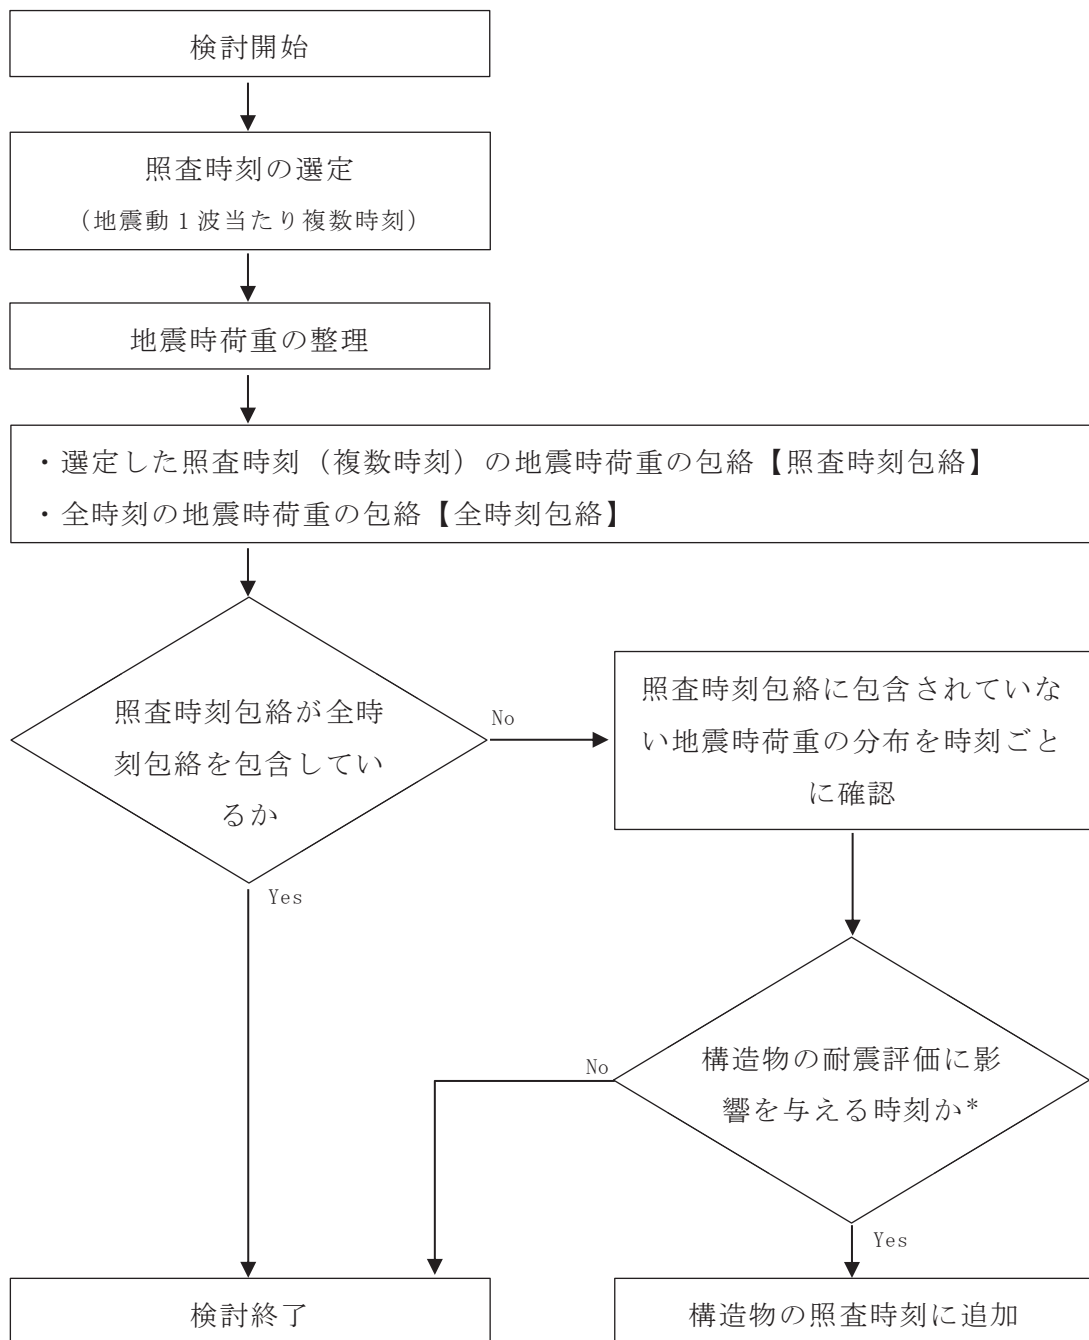 検討開始
照査時刻の選定
（地震動１波当たり複数時刻）
地震時荷重の整理
・選定した照査時刻（複数時刻）の地震時荷重の包絡【照査時刻包絡】
・全時刻の地震時荷重の包絡【全時刻包絡】
照査時刻包絡が全時
刻包絡を包含してい
るか
No
照査時刻包絡に包含されていな
い地震時荷重の分布を時刻ごと
に確認
Yes
構造物の耐震評価に影
響を与える時刻か*
No
Yes
検討終了
構造物の照査時刻に追加